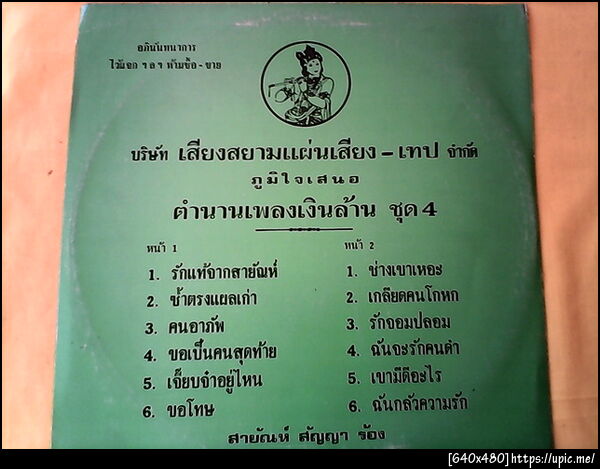 อภินันทนาการ
ไว้แจก ฯลฯ ห้ามซื้อ-ขาย
บริษัท เสียงสยามแผ่นเสียง-เทป จำกัด
ภูมิใจเสนอ
ตำนานเพลงเงินล้าน ชุด 4
หน้า 1
1. รักแท้จากสายัณห์
2. ช้ำตรงแผลเก่า
3. คนอาภัพ
4. ขอเป็นคนสุดท้าย
5. เจี๊ยบจ๋าอยู่ไหน
6. ขอโทษ
หน้า 2
1. ช่างเขาเหอะ
2. เกลียดคนโกหก
3. รักจอมปลอม
4. ฉันจะรักคนดำ
5. เขามีดีอะไร
6. ฉันกลัวความรัก
สายัณห์ สัญญา ร้อง
[640x480]https://upic.me/